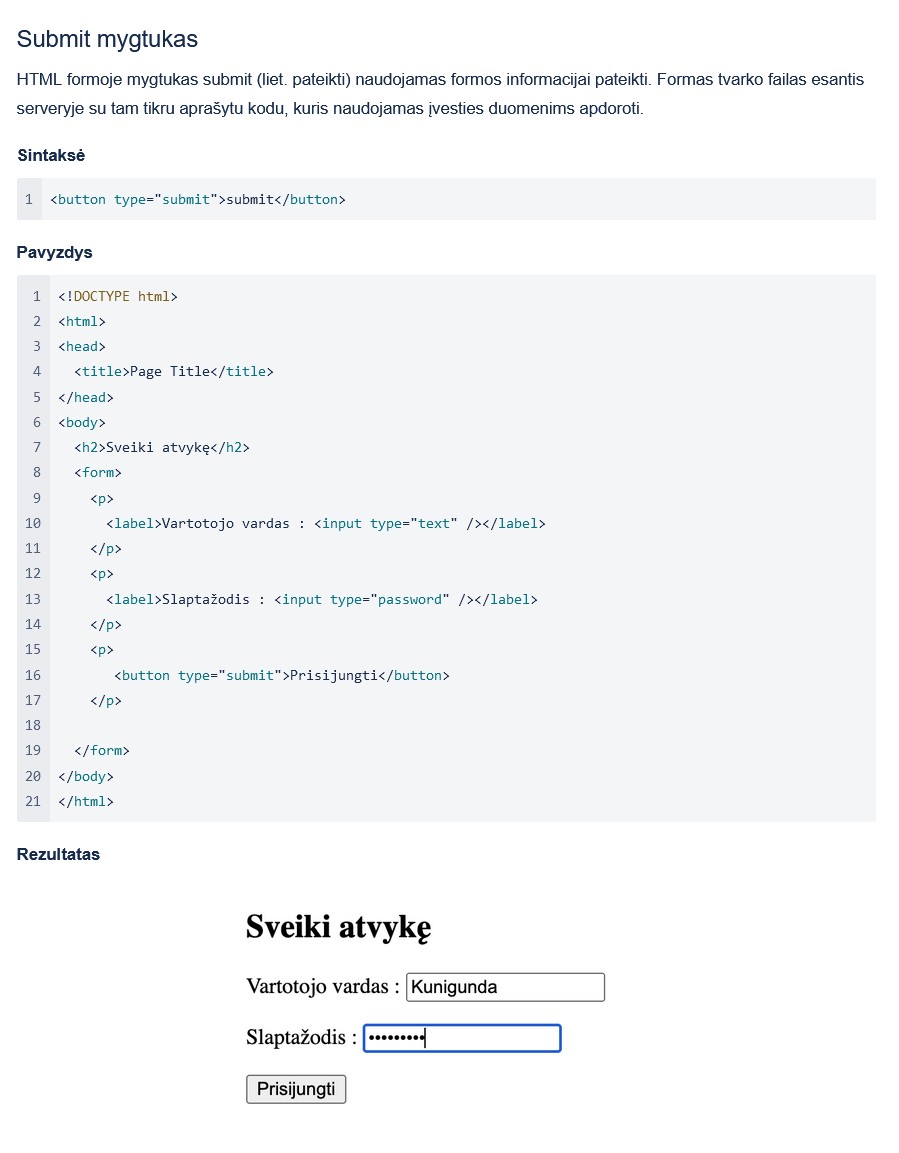 Submit mygtukas
HTML formoje mygtukas submit (liet. pateikti) naudojamas formos informacijai pateikti. Formas tvarko failas esantis
serveryje su tam tikru aprašytu kodu, kuris naudojamas įvesties duomenims apdoroti.
Sintaksė
1 <button type="submit">submit</button>
Pavyzdys
1 <!DOCTYPE html>
2 <html>
3 <head>
4   <title>Page Title</title>
5 </head>
6 <body>
7   <h2>Sveiki atvykę</h2>
8   <form>
9     <p>
10       <label>Vartotojo vardas : <input type="text" /></label>
11     </p>
12     <p>
13       <label>Slaptažodis : <input type="password" /></label>
14     </p>
15     <p>
16        <button type="submit">Prisijungti</button>
17     </p>
18
19   </form>
20 </body>
21 </html>
Rezultatas
Sveiki atvykę
Vartotojo vardas : Kunigunda
Slaptažodis : •••••••••
Prisijungti